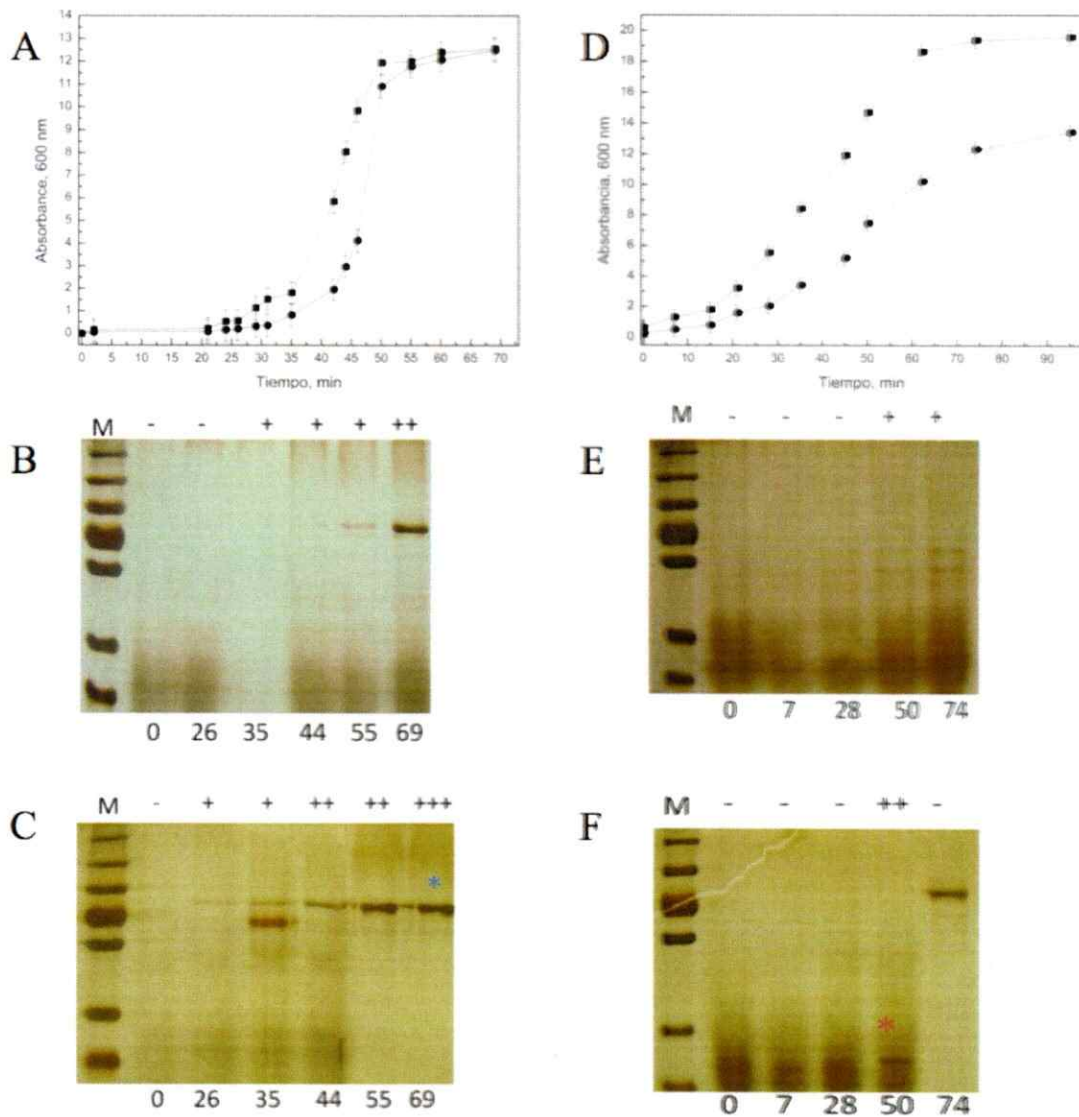 A
Absorbance, 600 nm
14
13
12
11
10
9
8
7
6
5
4
3
2
1
0
0 5 10 15 20 25 30 35 40 45 50 55 60 65 70
Tiempo, min
D
Absorbancia, 600 nm
20
18
16
14
12
10
8
6
4
2
0
0 10 20 30 40 50 60 70 80 90
Tiempo, min
B
M - - + + + ++
0 26 35 44 55 69
E
M - - - + +
0 7 28 50 74
C
M - + + ++ ++ +++
*
0 26 35 44 55 69
F
M - - - ++ -
*
0 7 28 50 74